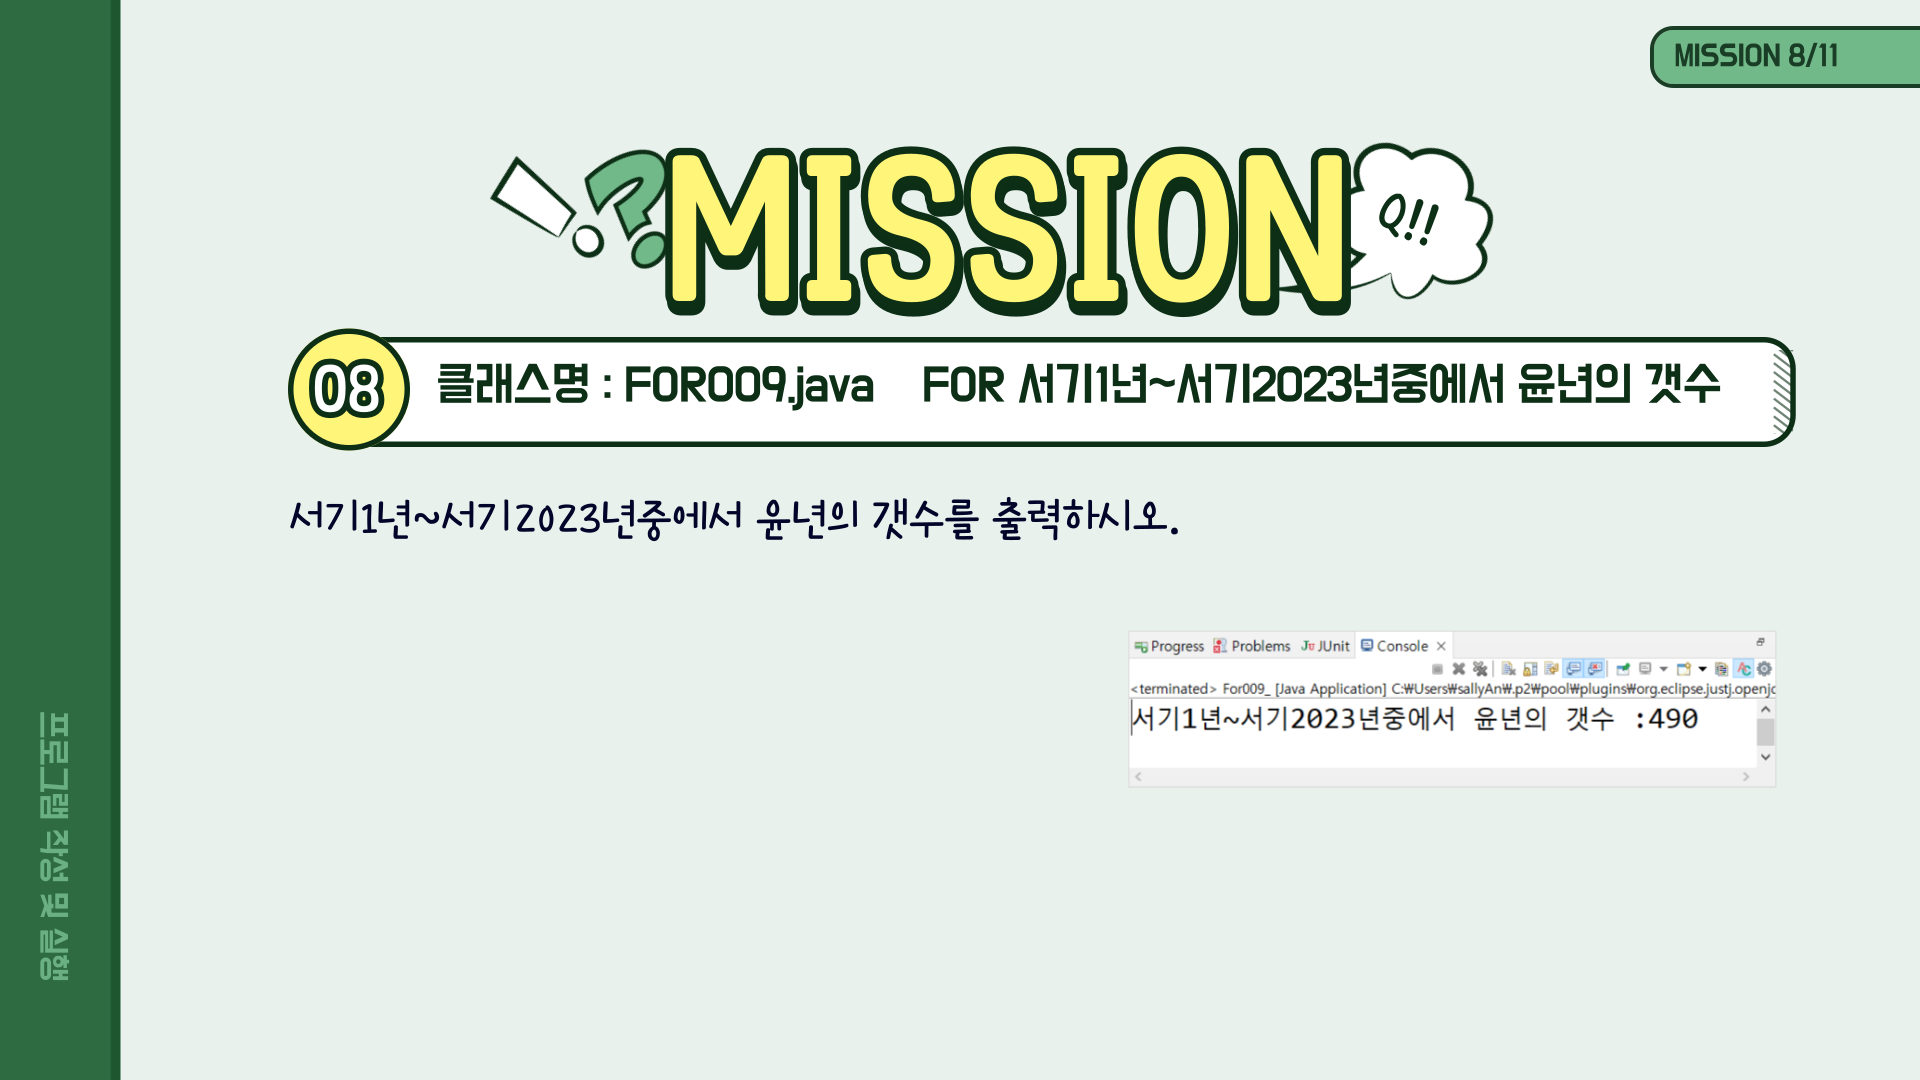 MISSION 8/11
MISSION
Q!!
08
클래스명 : FOR009.java FOR 서기1년~서기2023년중에서 윤년의 갯수
서기1년~서기2023년중에서 윤년의 갯수를 출력하시오.
Progress Problems JUnit Console
<terminated> For009_ [Java Application] C:₩Users₩sallyAn₩.p2₩pool₩plugins₩org.eclipse.justj.openjc
서기1년~서기2023년중에서 윤년의 갯수 :490
프로그램 작성 및 실행